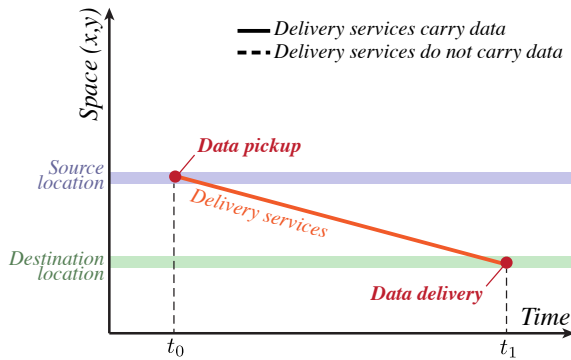 Space (x,y)
Delivery services carry data
Delivery services do not carry data
Data pickup
Source
location
Delivery services
Destination
location
Data delivery
Time
t0
t1